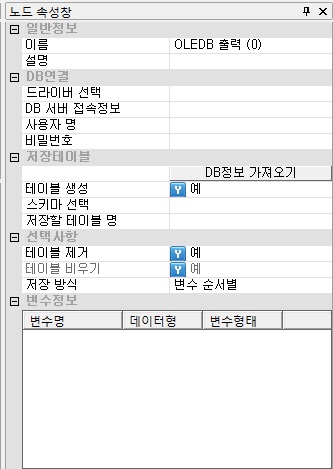 노드 속성창
일반정보
이름 OLEDB 출력 (0)
설명
DB연결
드라이버 선택
DB 서버 접속정보
사용자 명
비밀번호
저장테이블
DB정보 가져오기
테이블 생성 Y 예
스키마 선택
저장할 테이블 명
선택사항
테이블 제거 Y 예
테이블 비우기 Y 예
저장 방식 변수 순서별
변수정보
변수명 데이터형 변수형태